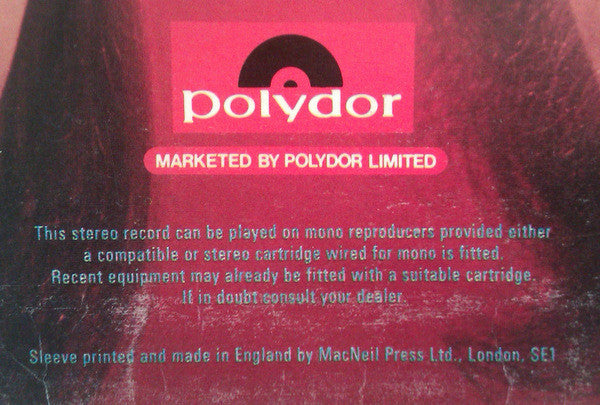 polydor
MARKETED BY POLYDOR LIMITED
This stereo record can be played on mono reproducers provided either
a compatible or stereo cartridge wired for mono is fitted.
Recent equipment may already be fitted with a suitable cartridge.
If in doubt consult your dealer.
Sleeve printed and made in England by MacNeil Press Ltd., London, SE1